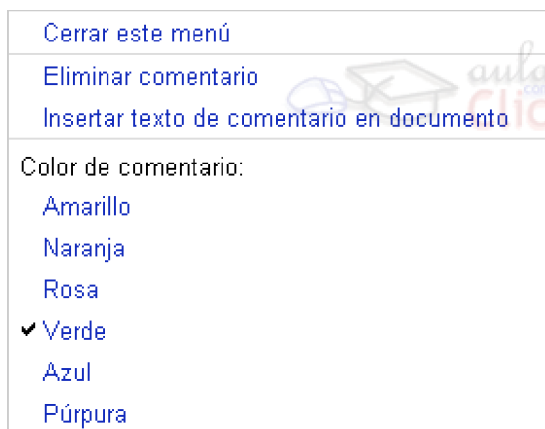 Cerrar este menú
Eliminar comentario
Insertar texto de comentario en documento
Color de comentario:
Amarillo
Naranja
Rosa
Verde
Azul
Púrpura